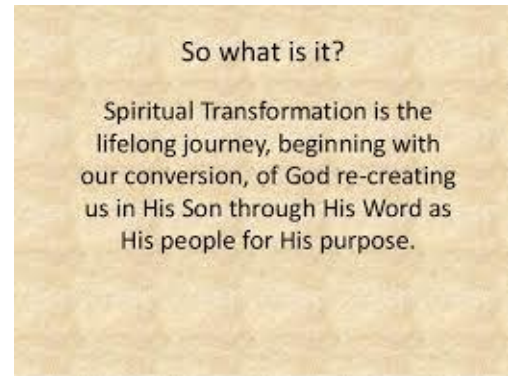 So what is it?
Spiritual Transformation is the
lifelong journey, beginning with
our conversion, of God re-creating
us in His Son through His Word as
His people for His purpose.